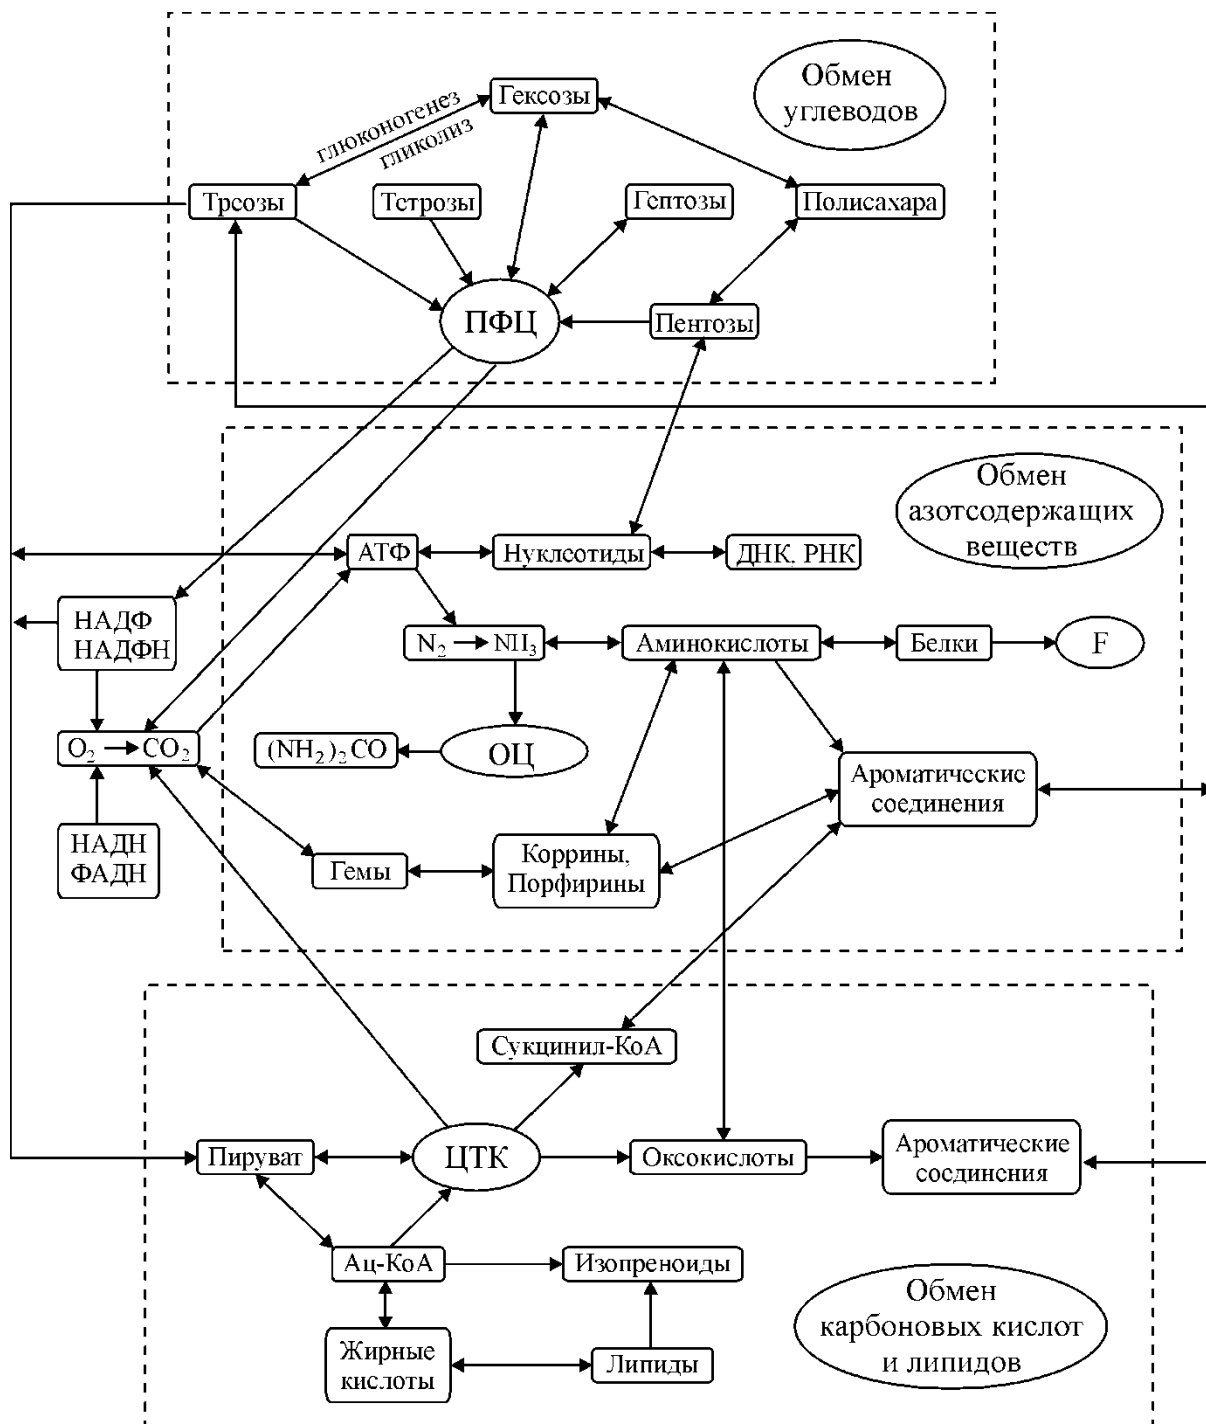 Обмен
углеводов
Гексозы
глюконогенез
гликолиз
Трсозы
Тстрозы
Гептозы
Полисахара
ПФЦ
Пентозы
Обмен
азотсодержащих
веществ
АТФ
Нуклеотиды
ДНК, РНК
НАДФ
НАДФН
N2 → NH3
Аминокислоты
Белки
F
O2 → CO2
(NH2)2CO
ОЦ
Ароматические
соединения
НАДН
ФАДН
Гемы
Коррины,
Порфирины
Сукцинил-КоА
Пируват
ЦТК
Оксокислоты
Ароматические
соединения
Ац-КоА
Изопреноиды
Жирные
кислоты
Липиды
Обмен
карбоновых кислот
и липидов